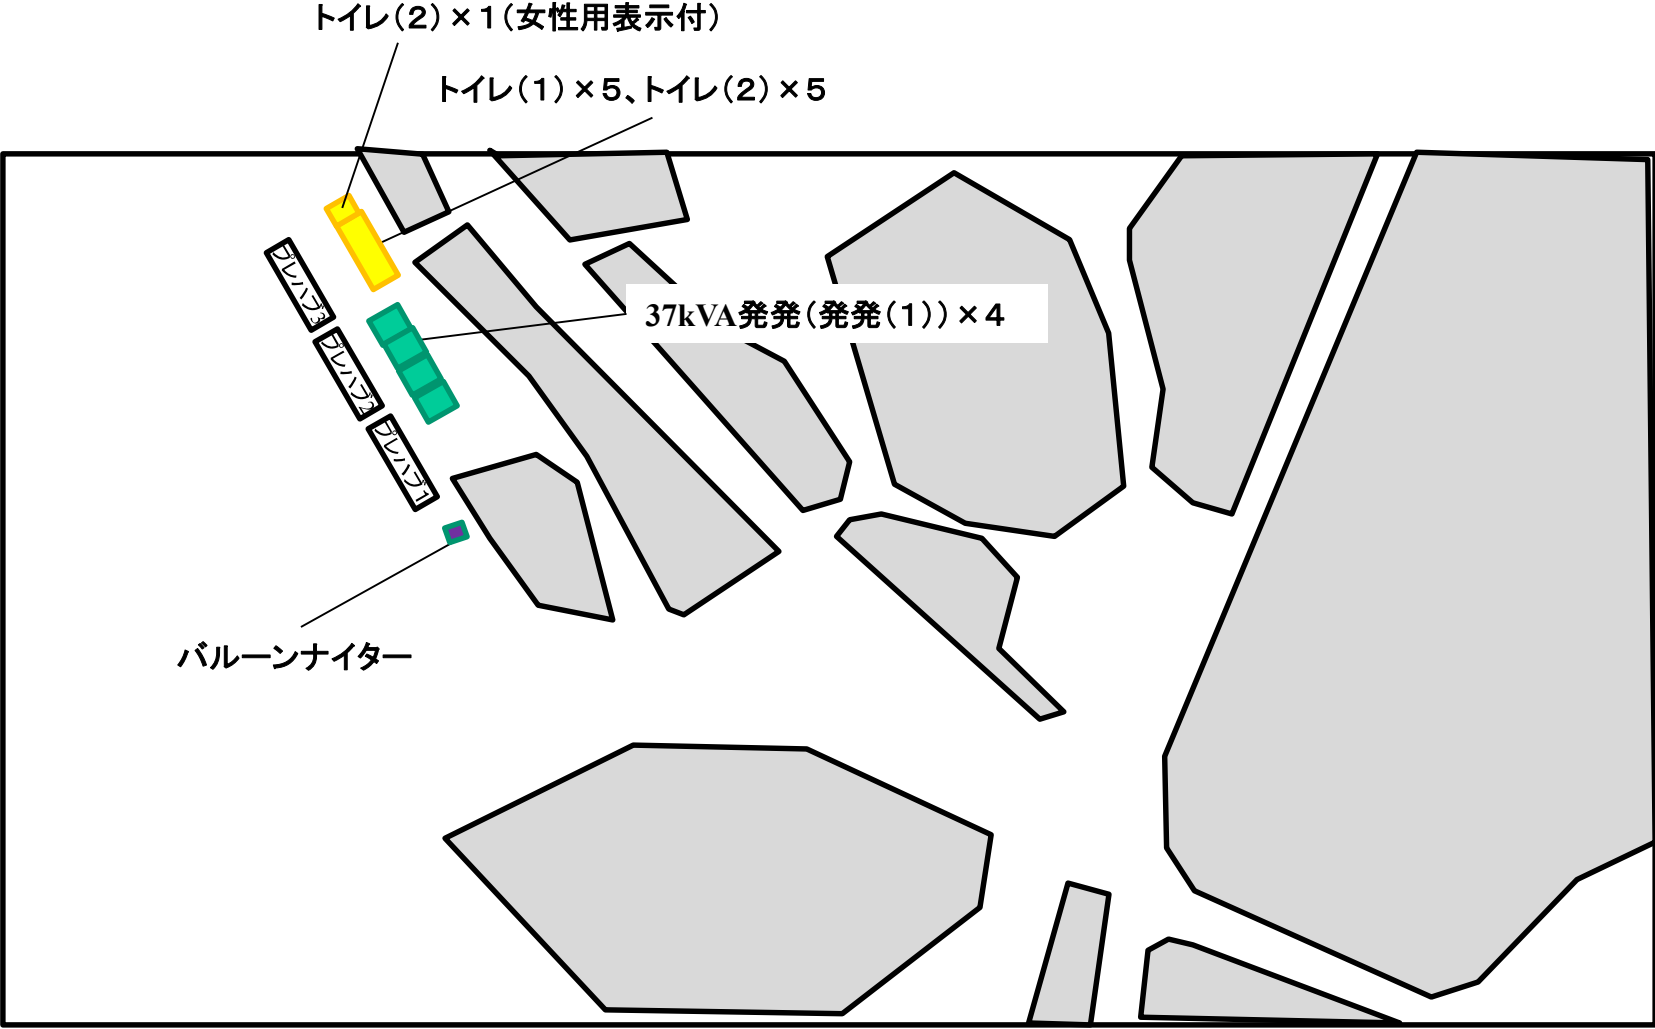 トイレ（２）×１（女性用表示付）
トイレ（１）×５、トイレ（２）×５
プレハブ3
37kVA発発（発発（１））×４
プレハブ2
プレハブ1
バルーンナイター